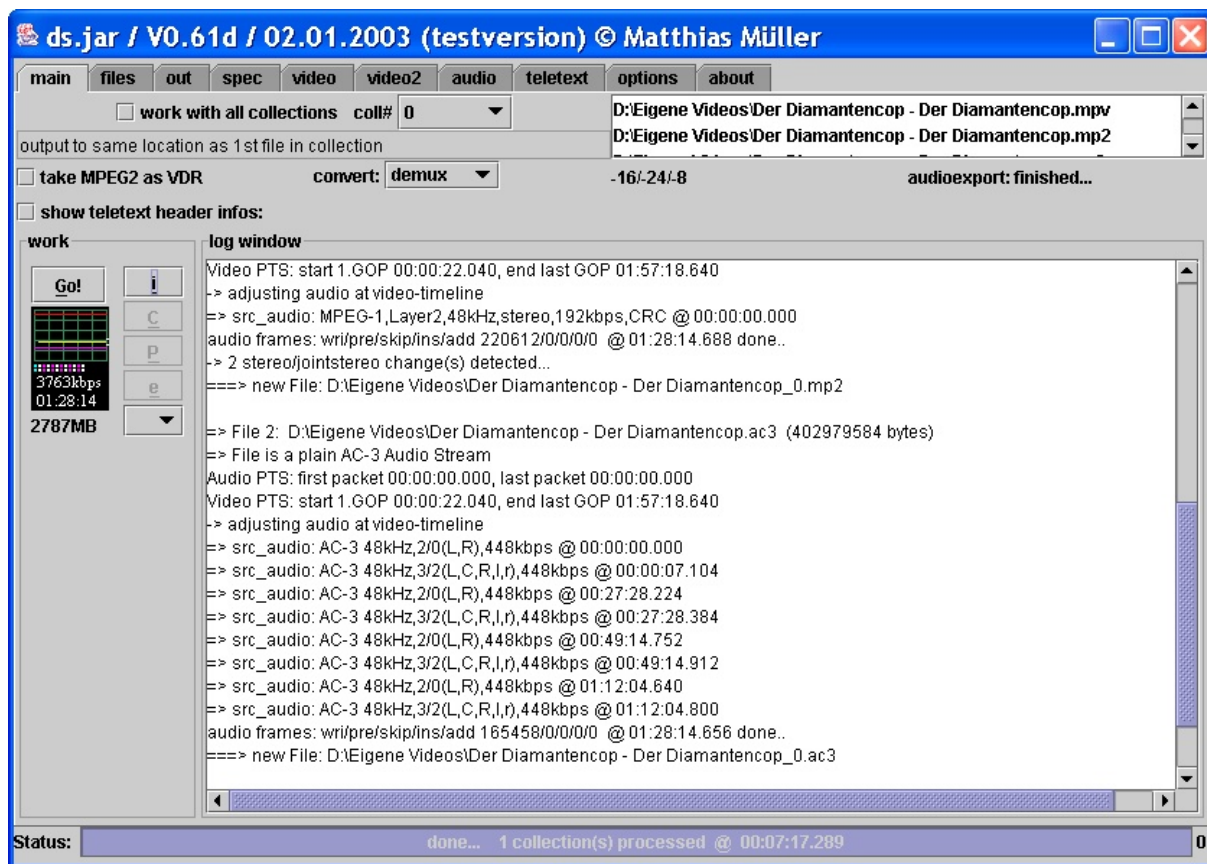 ds.jar / V0.61d / 02.01.2003 (testversion) © Matthias Müller
main files out spec video video2 audio teletext options about
work with all collections coll# 0
D:\Eigene Videos\Der Diamantencop - Der Diamantencop.mpv
D:\Eigene Videos\Der Diamantencop - Der Diamantencop.mp2
output to same location as 1st file in collection
take MPEG2 as VDR convert: demux -16/-24/-8 audioexport: finished...
show teletext header infos:
work
Go!
i
C
P
e
3763kbps
01:28:14
2787MB
log window
Video PTS: start 1.GOP 00:00:22.040, end last GOP 01:57:18.640
-> adjusting audio at video-timeline
=> src_audio: MPEG-1,Layer2,48kHz,stereo,192kbps,CRC @ 00:00:00.000
audio frames: wri/pre/skip/ins/add 220612/0/0/0/0 @ 01:28:14.688 done..
-> 2 stereo/jointstereo change(s) detected...
===> new File: D:\Eigene Videos\Der Diamantencop - Der Diamantencop_0.mp2
=> File 2: D:\Eigene Videos\Der Diamantencop - Der Diamantencop.ac3 (402979584 bytes)
=> File is a plain AC-3 Audio Stream
Audio PTS: first packet 00:00:00.000, last packet 00:00:00.000
Video PTS: start 1.GOP 00:00:22.040, end last GOP 01:57:18.640
-> adjusting audio at video-timeline
=> src_audio: AC-3 48kHz,2/0(L,R),448kbps @ 00:00:00.000
=> src_audio: AC-3 48kHz,3/2(L,C,R,l,r),448kbps @ 00:00:07.104
=> src_audio: AC-3 48kHz,2/0(L,R),448kbps @ 00:27:28.224
=> src_audio: AC-3 48kHz,3/2(L,C,R,l,r),448kbps @ 00:27:28.384
=> src_audio: AC-3 48kHz,2/0(L,R),448kbps @ 00:49:14.752
=> src_audio: AC-3 48kHz,3/2(L,C,R,l,r),448kbps @ 00:49:14.912
=> src_audio: AC-3 48kHz,2/0(L,R),448kbps @ 01:12:04.640
=> src_audio: AC-3 48kHz,3/2(L,C,R,l,r),448kbps @ 01:12:04.800
audio frames: wri/pre/skip/ins/add 165458/0/0/0/0 @ 01:28:14.656 done..
===> new File: D:\Eigene Videos\Der Diamantencop - Der Diamantencop_0.ac3
Status: done... 1 collection(s) processed @ 00:07:17.289 0